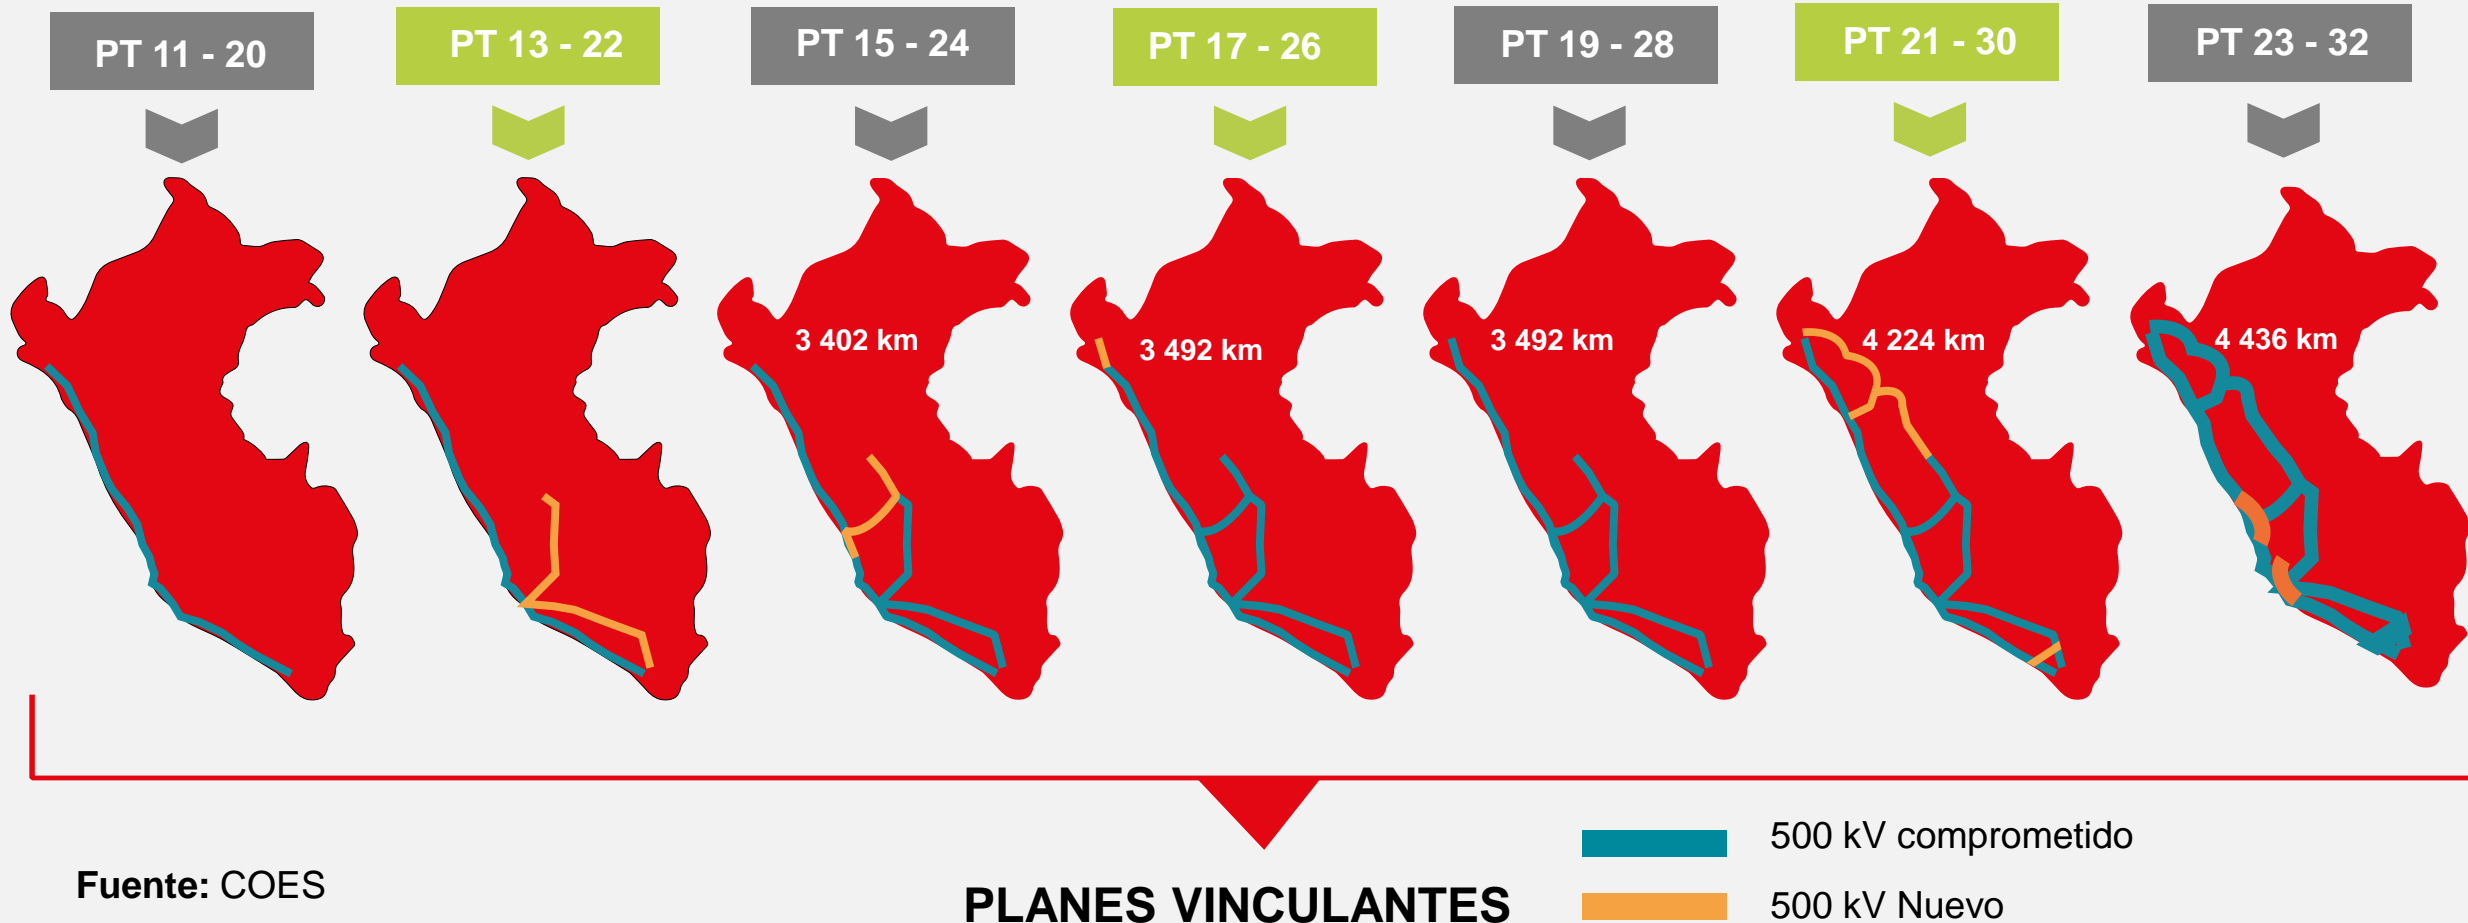 PT 11 - 20
PT 13 - 22
PT 15 - 24
PT 17 - 26
PT 19 - 28
PT 21 - 30
PT 23 - 32
3 402 km
3 492 km
3 492 km
4 224 km
4 436 km
500 kV comprometido
Fuente: COES
PLANES VINCULANTES
500 kV Nuevo